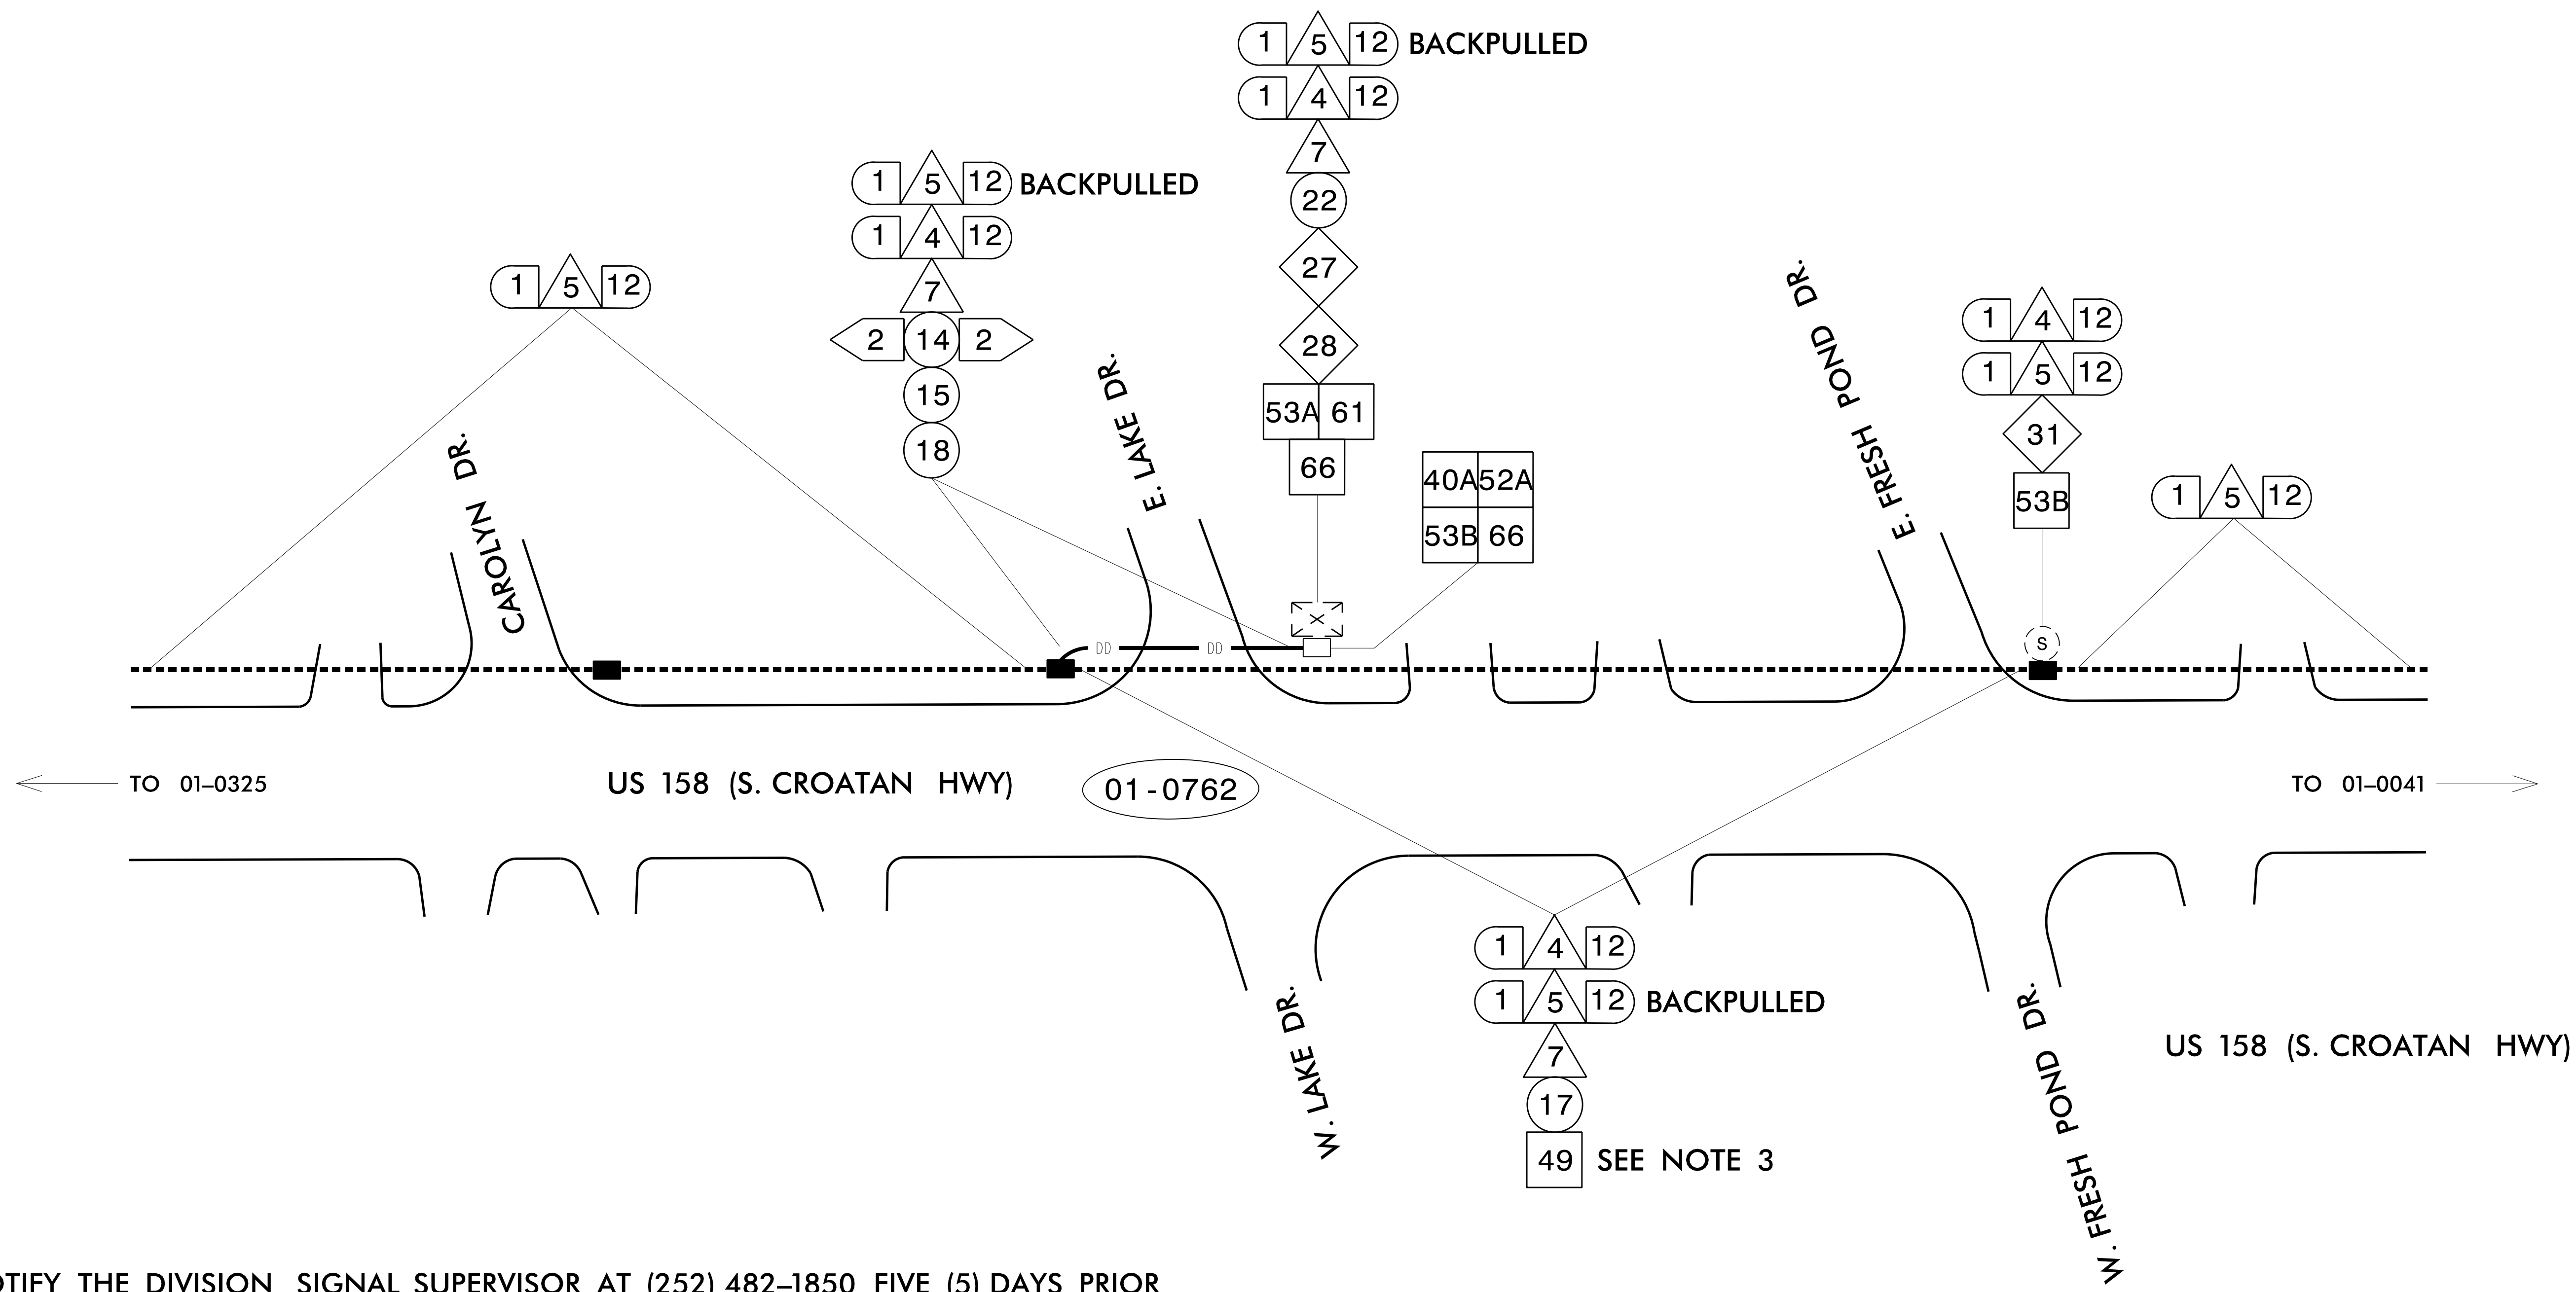 1 5 12 BACKPULLED
1 4 12
7
22
27
28
53A 61
66
1 5 12 BACKPULLED
1 4 12
7
2 14 2
15
18
1 5 12
40A 52A
53B 66
1 4 12
1 5 12
31
53B
1 5 12
CAROLYN DR.
E. LAKE DR.
E. FRESH POND DR.
X
S
DD DD
TO 01-0325
US 158 (S. CROATAN HWY)
01-0762
TO 01-0041
1 4 12
1 5 12 BACKPULLED
7
17
49 SEE NOTE 3
W. LAKE DR.
W. FRESH POND DR.
US 158 (S. CROATAN HWY)
OTIFY THE DIVISION SIGNAL SUPERVISOR AT (252) 482-1850 FIVE (5) DAYS PRIOR